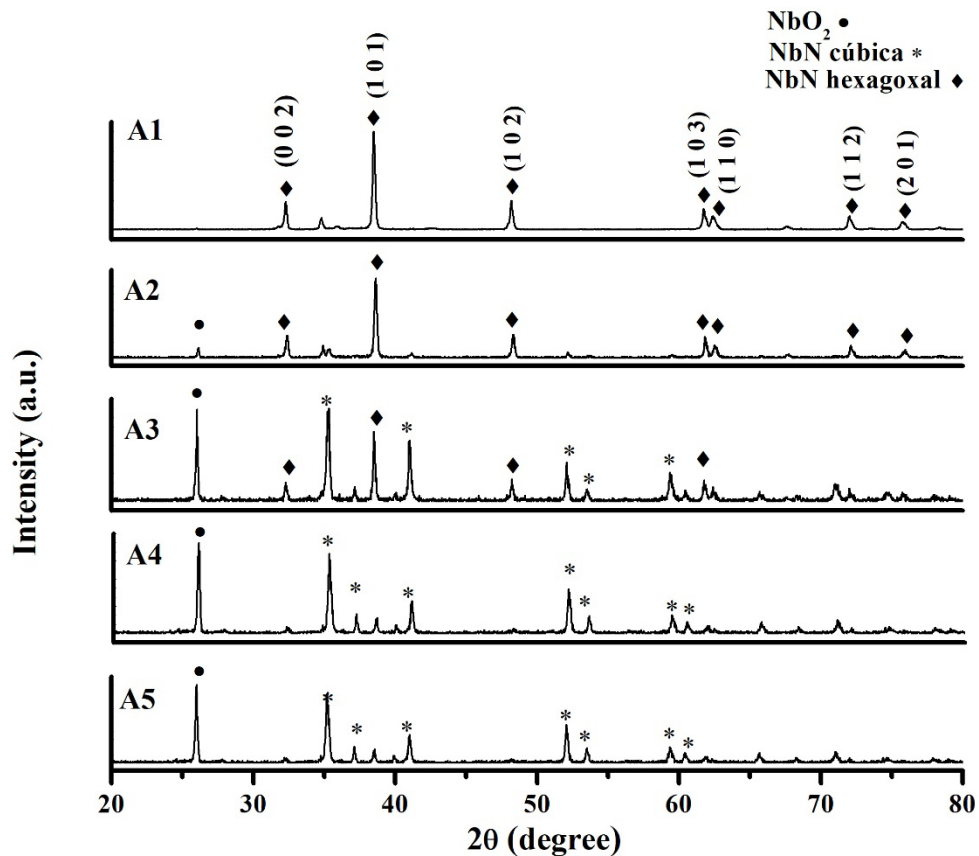 NbO₂ ●
NbN cúbica *
NbN hexagoxal ♦
A1
(0 0 2)
(1 0 1)
(1 0 2)
(1 0 3)
(1 1 0)
(1 1 2)
(2 0 1)
A2
A3
A4
A5
Intensity (a.u.)
20 30 40 50 60 70 80
2θ (degree)